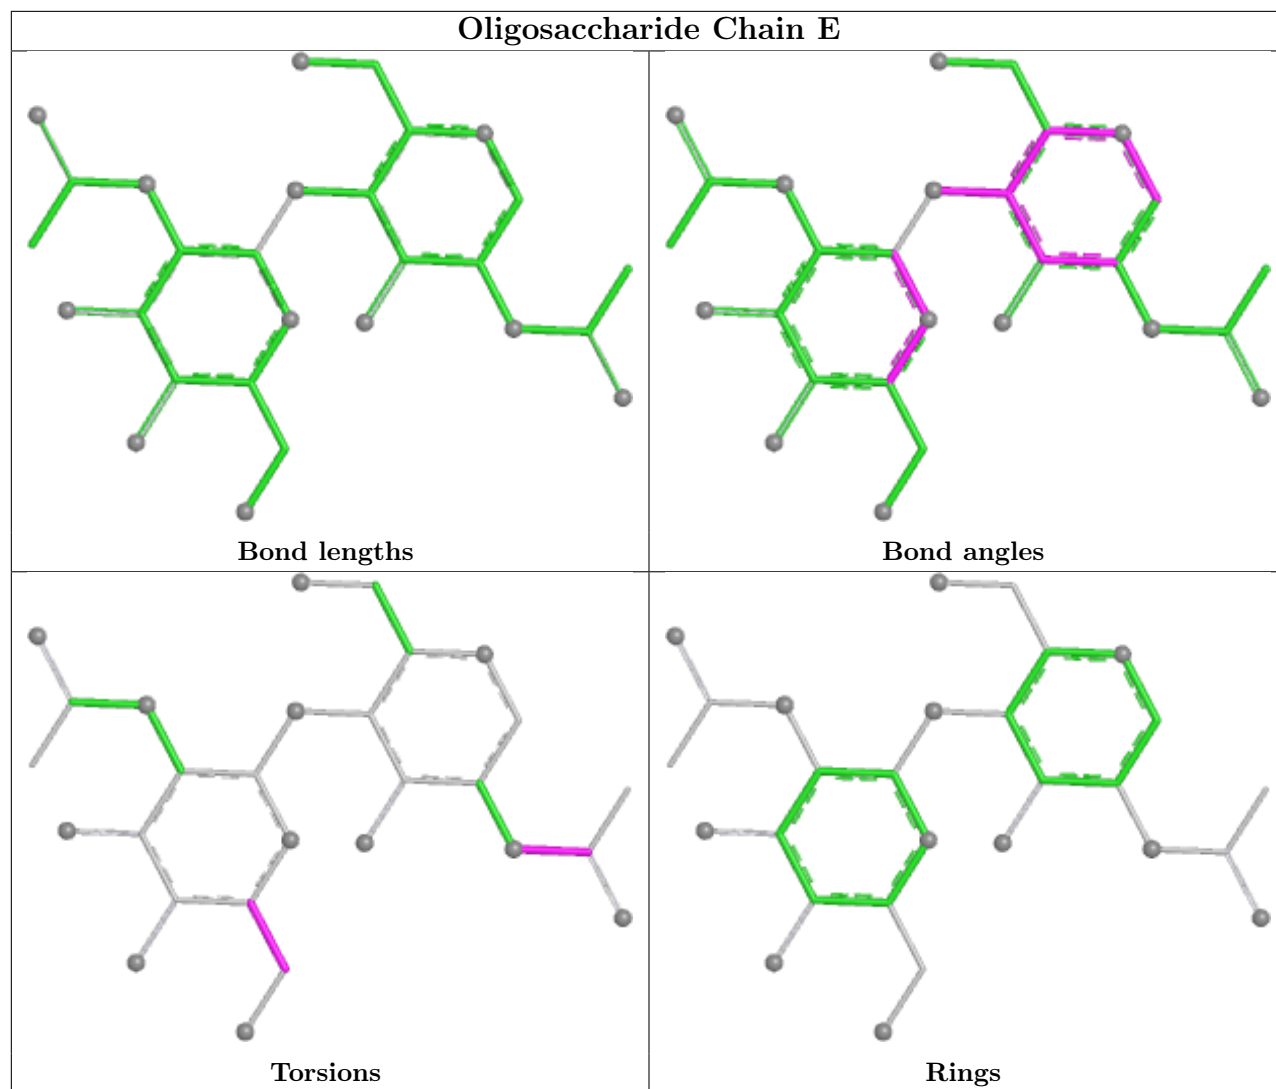 Oligosaccharide Chain E
Bond lengths
Bond angles
Torsions
Rings